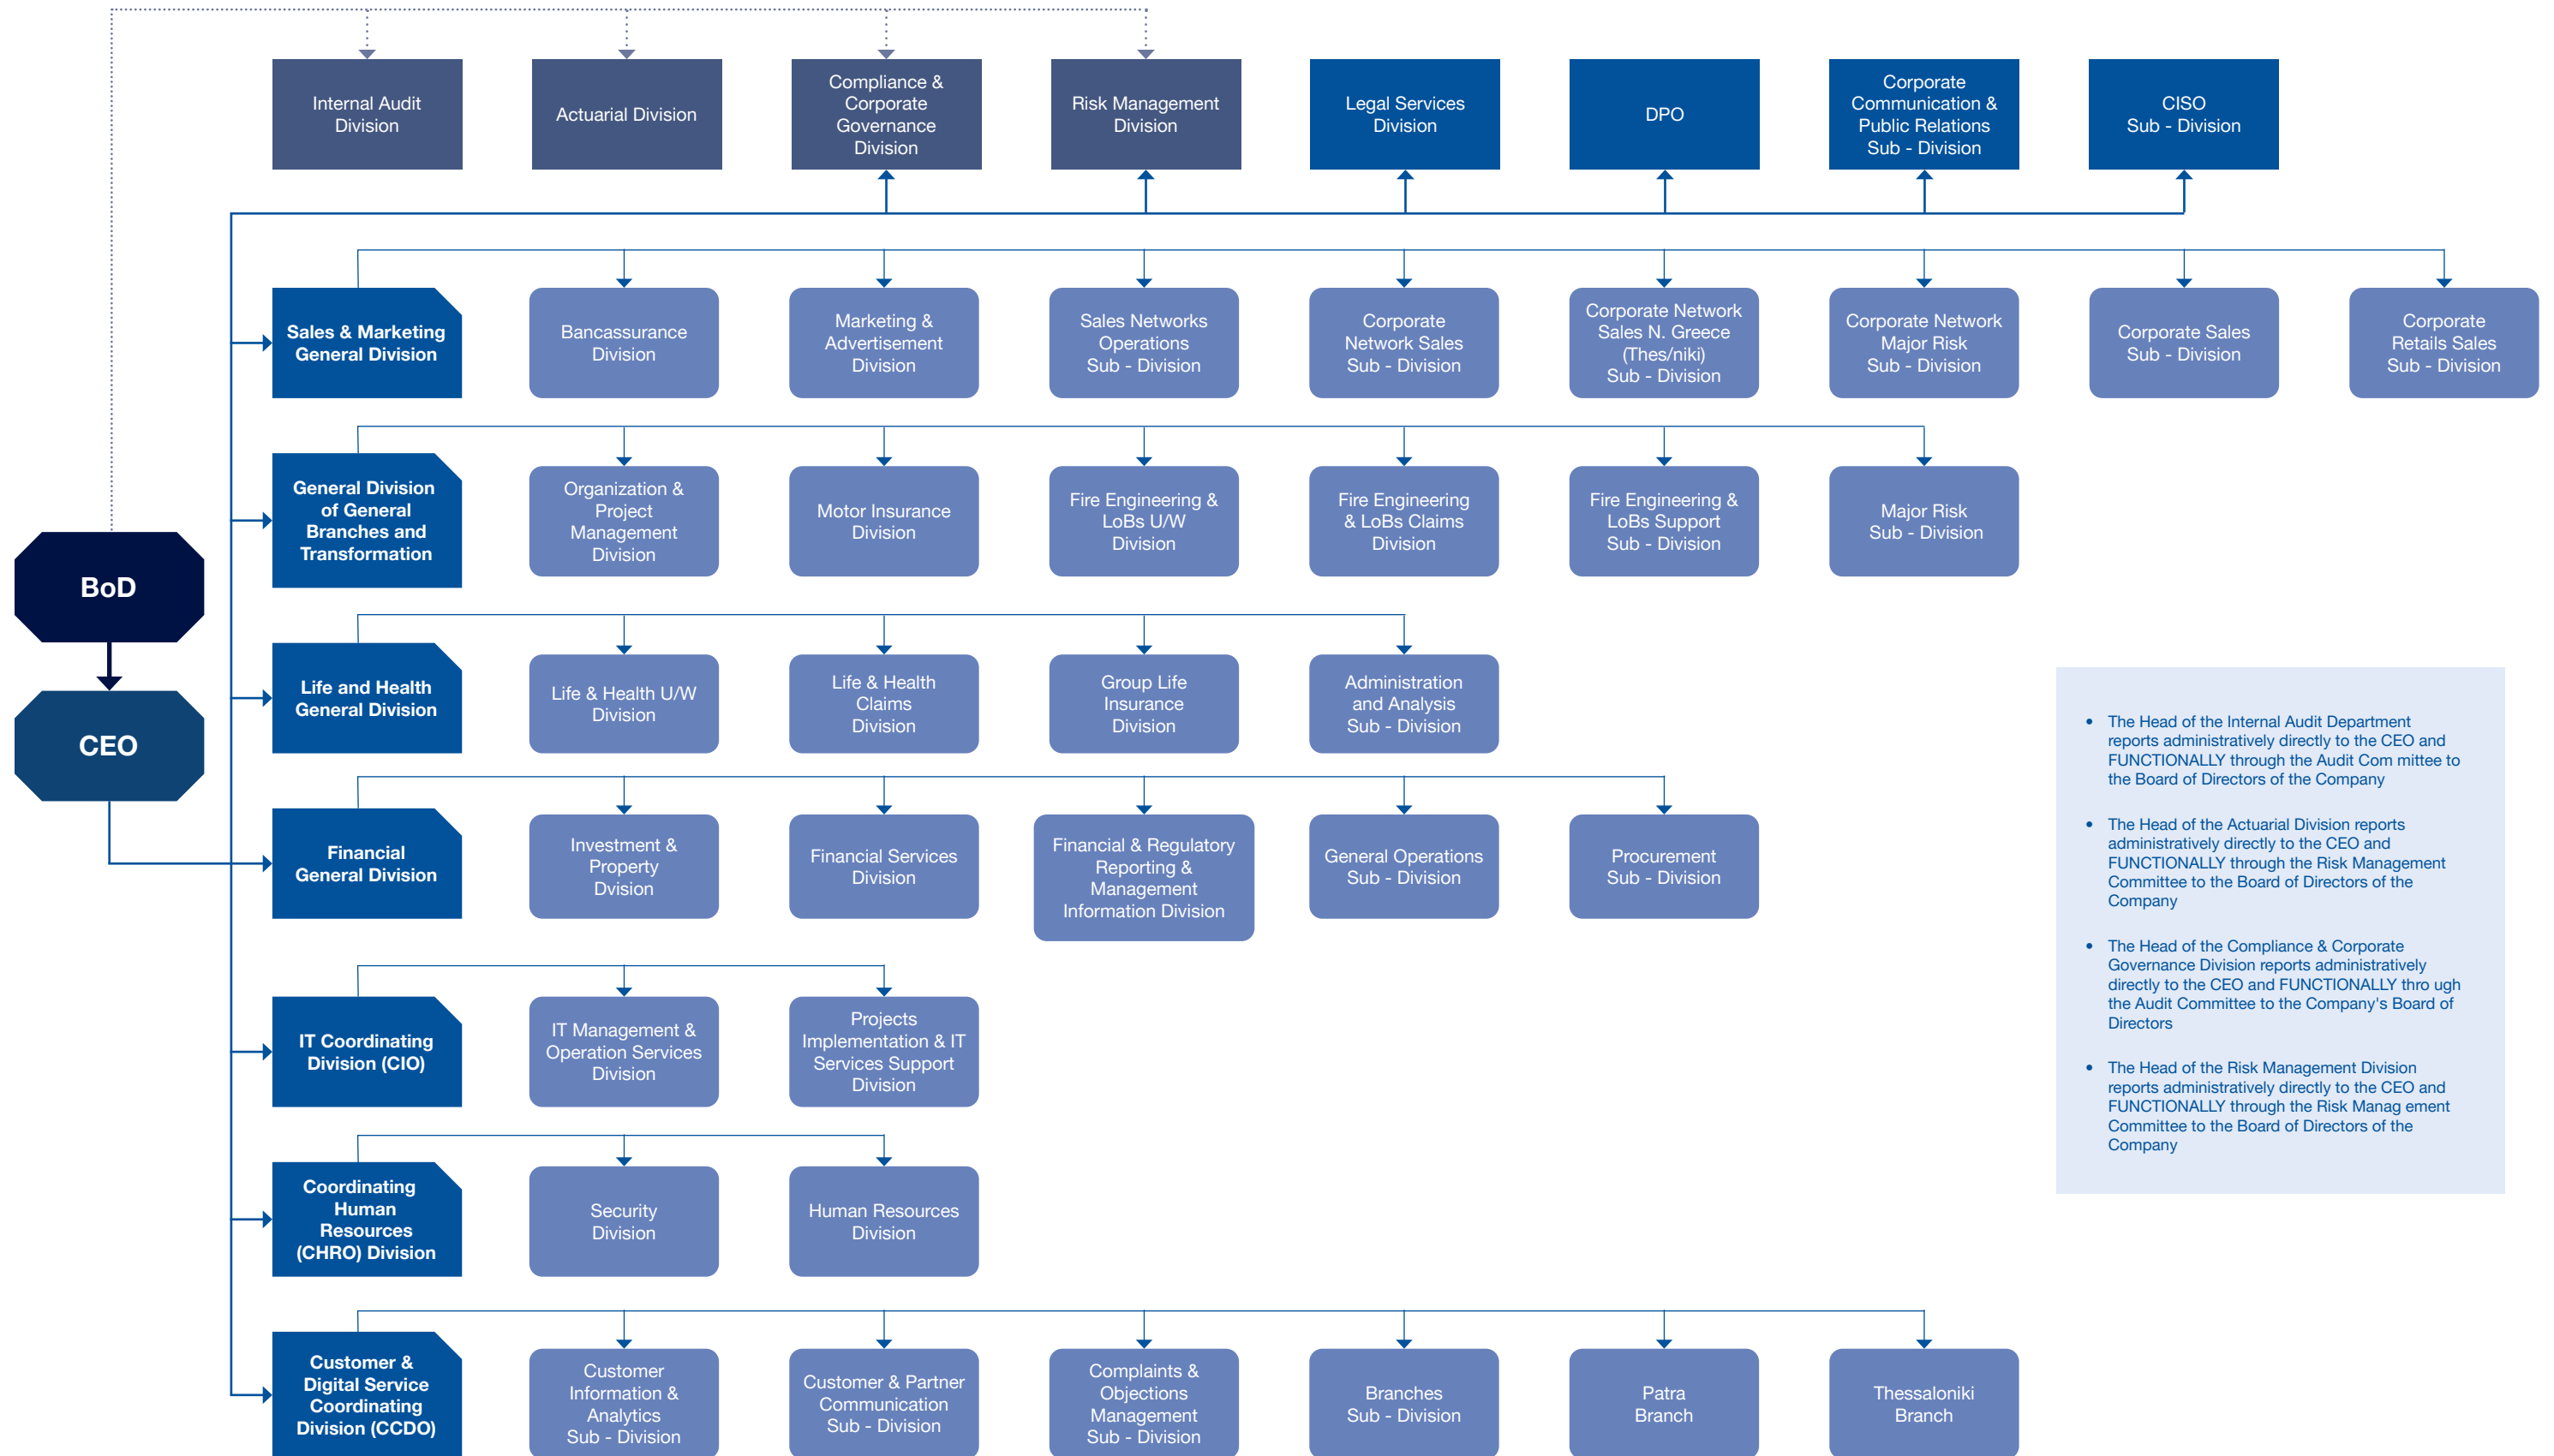 Internal Audit
Division
Actuarial Division
Compliance &
Corporate
Governance
Division
Risk Management
Division
Legal Services
Division
DPO
Corporate
Communication &
Public Relations
Sub - Division
CISO
Sub - Division
Sales & Marketing
General Division
Bancassurance
Division
Marketing &
Advertisement
Division
Sales Networks
Operations
Sub - Division
Corporate
Network Sales
Sub - Division
Corporate Network
Sales N. Greece
(Thes/niki)
Sub - Division
Corporate Network
Major Risk
Sub - Division
Corporate Sales
Sub - Division
Corporate
Retails Sales
Sub - Division
General Division
of General
Branches and
Transformation
Organization &
Project
Management
Division
Motor Insurance
Division
Fire Engineering &
LoBs U/W
Division
Fire Engineering
& LoBs Claims
Division
Fire Engineering &
LoBs Support
Sub - Division
Major Risk
Sub - Division
BoD
CEO
Life and Health
General Division
Life & Health U/W
Division
Life & Health
Claims
Division
Group Life
Insurance
Division
Administration
and Analysis
Sub - Division
Financial
General Division
Investment &
Property
Dvision
Financial Services
Division
Financial & Regulatory
Reporting &
Management
Information Division
General Operations
Sub - Division
Procurement
Sub - Division
IT Coordinating
Division (CIO)
IT Management &
Operation Services
Division
Projects
Implementation & IT
Services Support
Division
Coordinating
Human
Resources
(CHRO) Division
Security
Division
Human Resources
Division
Customer &
Digital Service
Coordinating
Division (CCDO)
Customer
Information &
Analytics
Sub - Division
Customer & Partner
Communication
Sub - Division
Complaints &
Objections
Management
Sub - Division
Branches
Sub - Division
Patra
Branch
Thessaloniki
Branch
• The Head of the Internal Audit Department
reports administratively directly to the CEO and
FUNCTIONALLY through the Audit Com mittee to
the Board of Directors of the Company
• The Head of the Actuarial Division reports
administratively directly to the CEO and
FUNCTIONALLY through the Risk Management
Committee to the Board of Directors of the
Company
• The Head of the Compliance & Corporate
Governance Division reports administratively
directly to the CEO and FUNCTIONALLY thro ugh
the Audit Committee to the Company's Board of
Directors
• The Head of the Risk Management Division
reports administratively directly to the CEO and
FUNCTIONALLY through the Risk Manag ement
Committee to the Board of Directors of the
Company